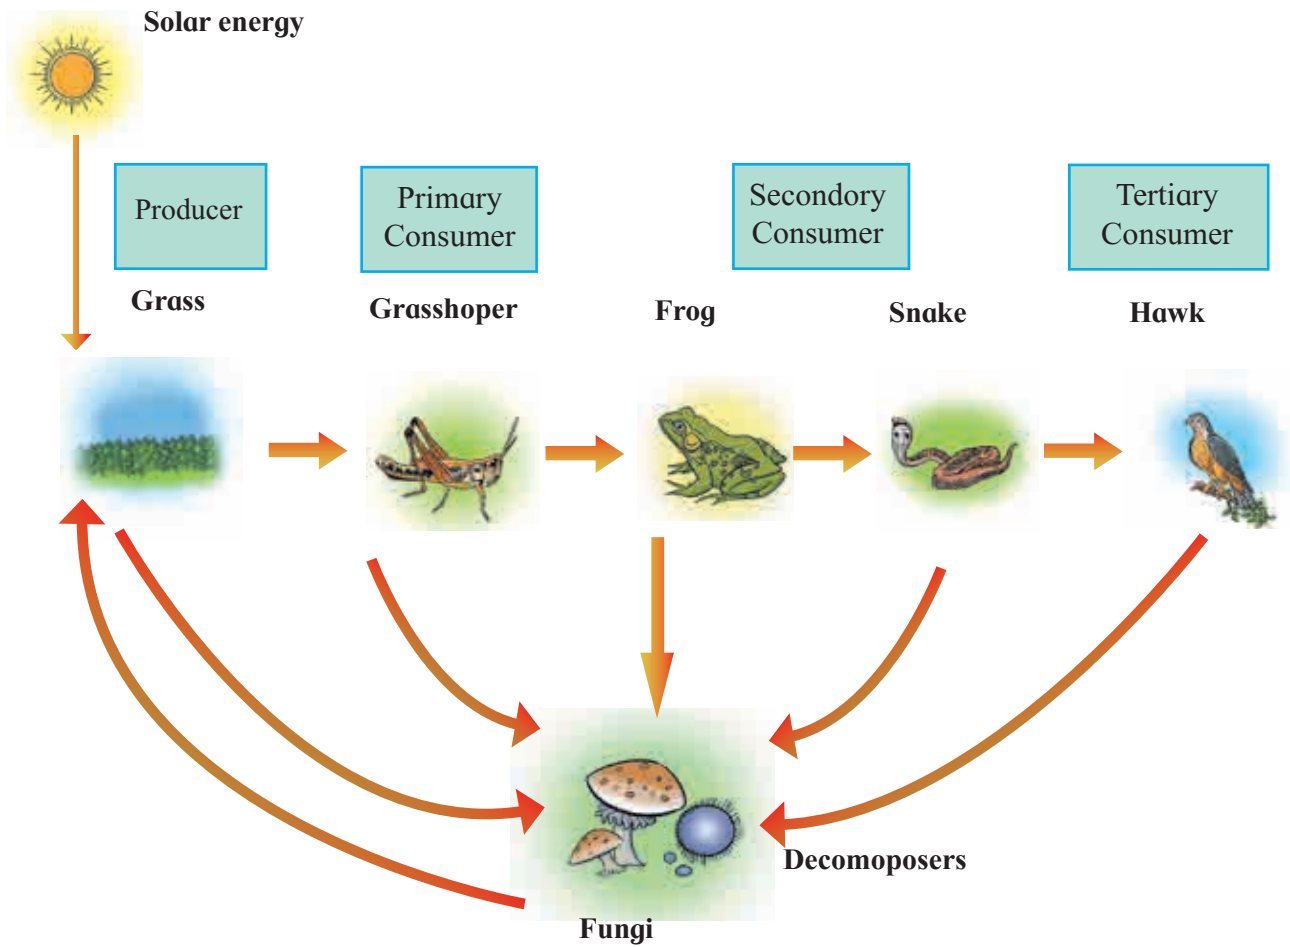 Solar energy
Producer
Primary
Consumer
Secondory
Consumer
Tertiary
Consumer
Grass
Grasshoper
Frog
Snake
Hawk
Decomoposers
Fungi